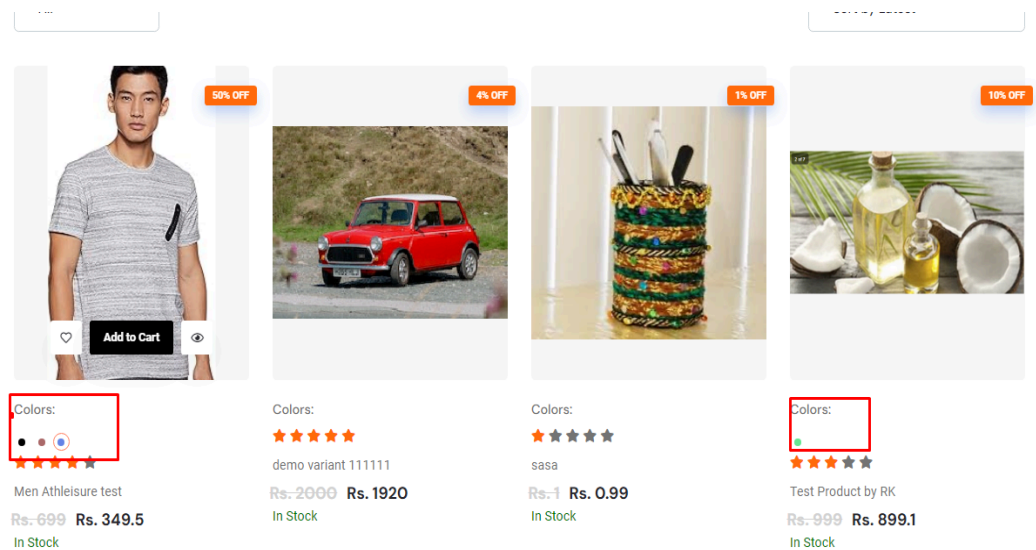 50% OFF
4% OFF
1% OFF
10% OFF
Add to Cart
Colors:
Colors:
Colors:
Colors:
Men Athleisure test
demo variant 111111
sasa
Test Product by RK
Rs. 699 Rs. 349.5
Rs. 2000 Rs. 1920
Rs. 1 Rs. 0.99
Rs. 999 Rs. 899.1
In Stock
In Stock
In Stock
In Stock